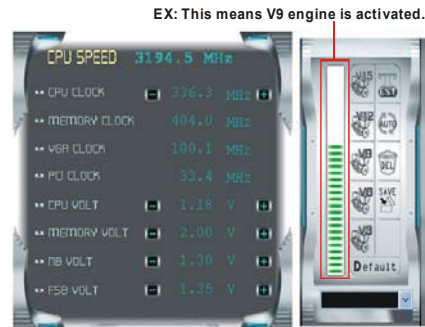 EX: This means V9 engine is activated.
CPU SPEED 3194.5 MHz
CPU CLOCK 336.3 MHz
MEMORY CLOCK 404.0 MHz
VGA CLOCK 100.1 MHz
PCI CLOCK 33.4 MHz
CPU VOLT 1.18 V
MEMORY VOLT 2.00 V
NB VOLT 1.30 V
FSB VOLT 1.25 V
V15
TEST
V12
AUTO
V9
DEL
SAVE
Default